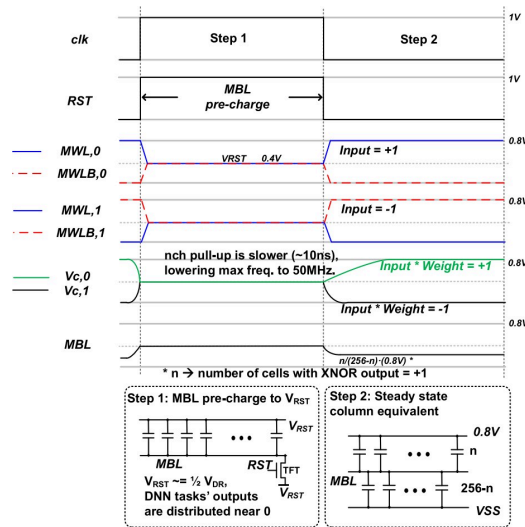 clk
Step 1
Step 2
1V
RST
MBL
pre-charge
1V
MWL,0
MWLB,0
VRST 0.4V
Input = +1
0.8V
MWL,1
MWLB,1
Input = -1
0.8V
nch pull-up is slower (~10ns),
lowering max freq. to 50MHz.
Vc,0
Vc,1
Input * Weight = +1
0.8V
Input * Weight = -1
0.8V
MBL
n/(256-n)·(0.8V) *
* n → number of cells with XNOR output = +1
Step 1: MBL pre-charge to VRST
VRST
MBL
RST
TFT
VRST
VRST ~= ½ VDR,
DNN tasks' outputs
are distributed near 0
Step 2: Steady state
column equivalent
0.8V
n
MBL
256-n
VSS